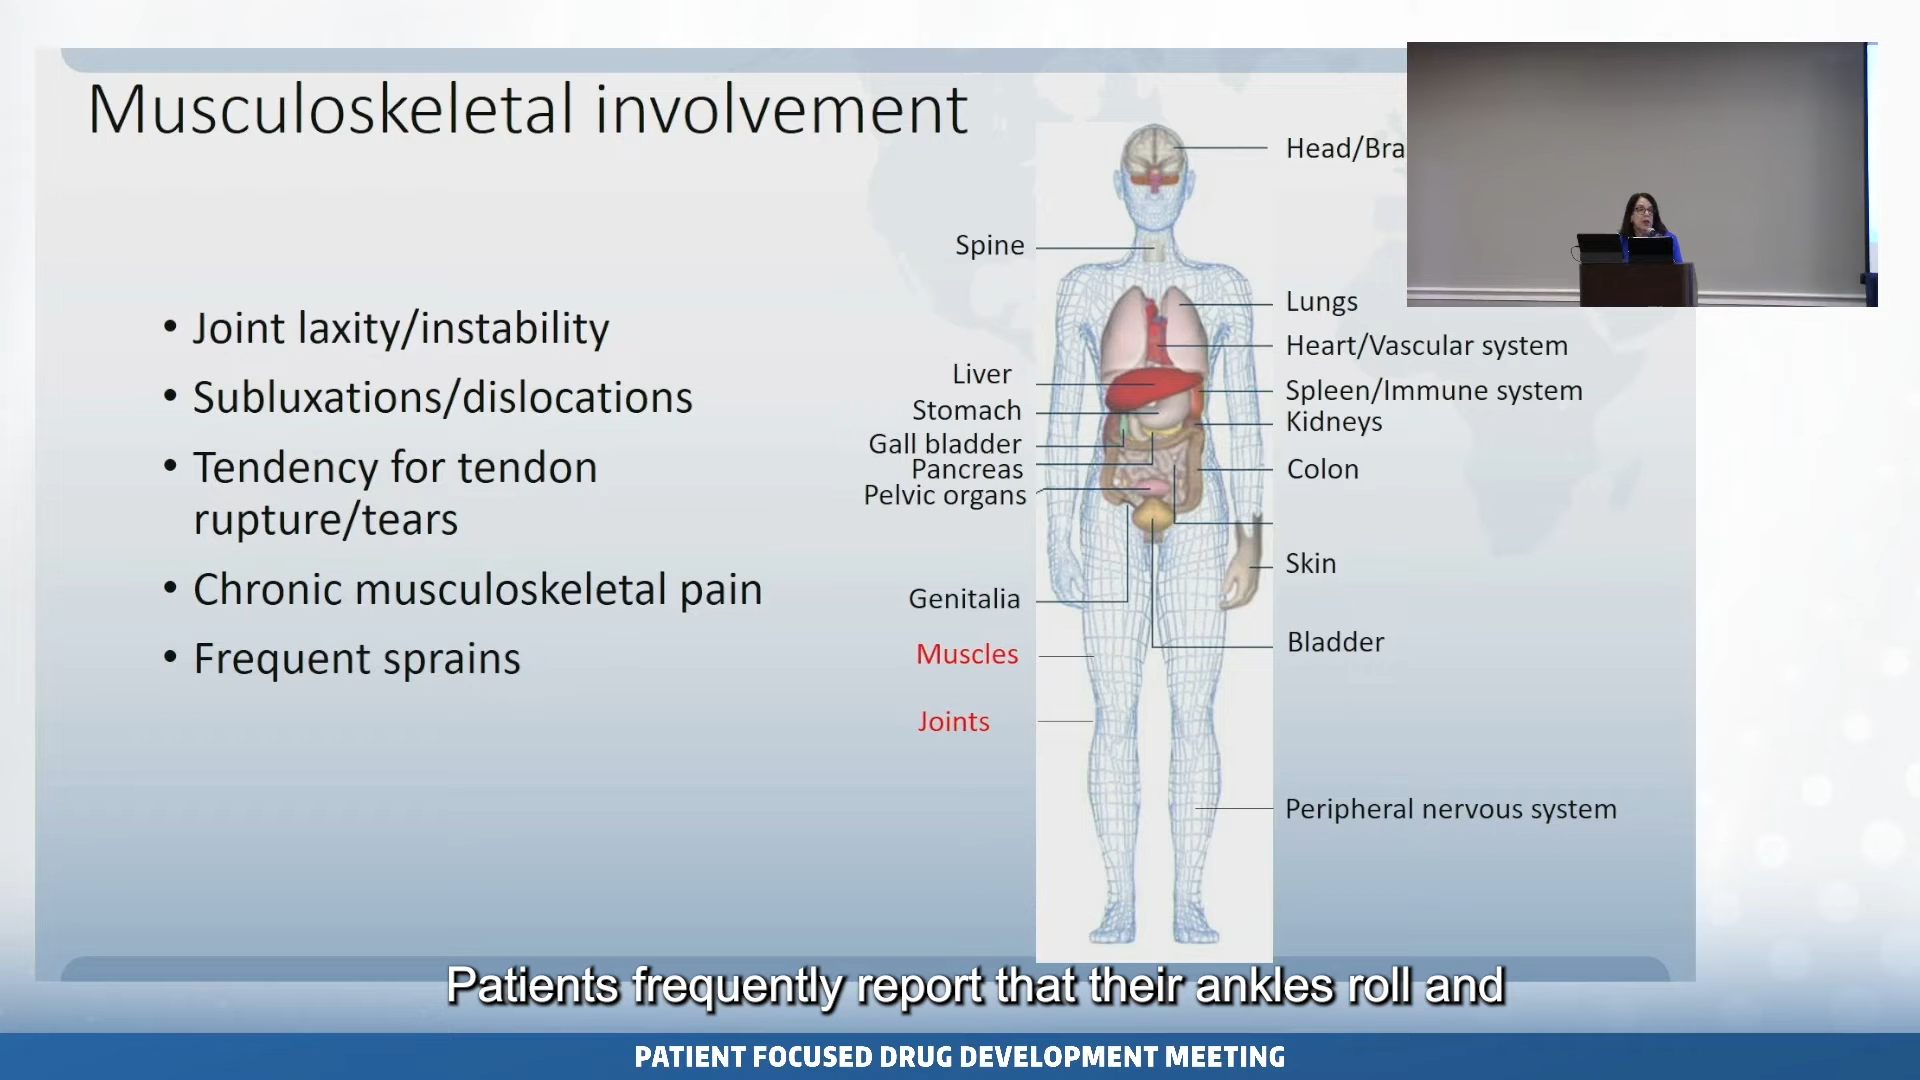 Musculoskeletal involvement
• Joint laxity/instability
• Subluxations/dislocations
• Tendency for tendon
rupture/tears
• Chronic musculoskeletal pain
• Frequent sprains
Head/Bra
Spine
Lungs
Heart/Vascular system
Liver
Spleen/Immune system
Stomach
Kidneys
Gall bladder
Pancreas
Colon
Pelvic organs
Skin
Genitalia
Bladder
Muscles
Joints
Peripheral nervous system
Patients frequently report that their ankles roll and
PATIENT FOCUSED DRUG DEVELOPMENT MEETING